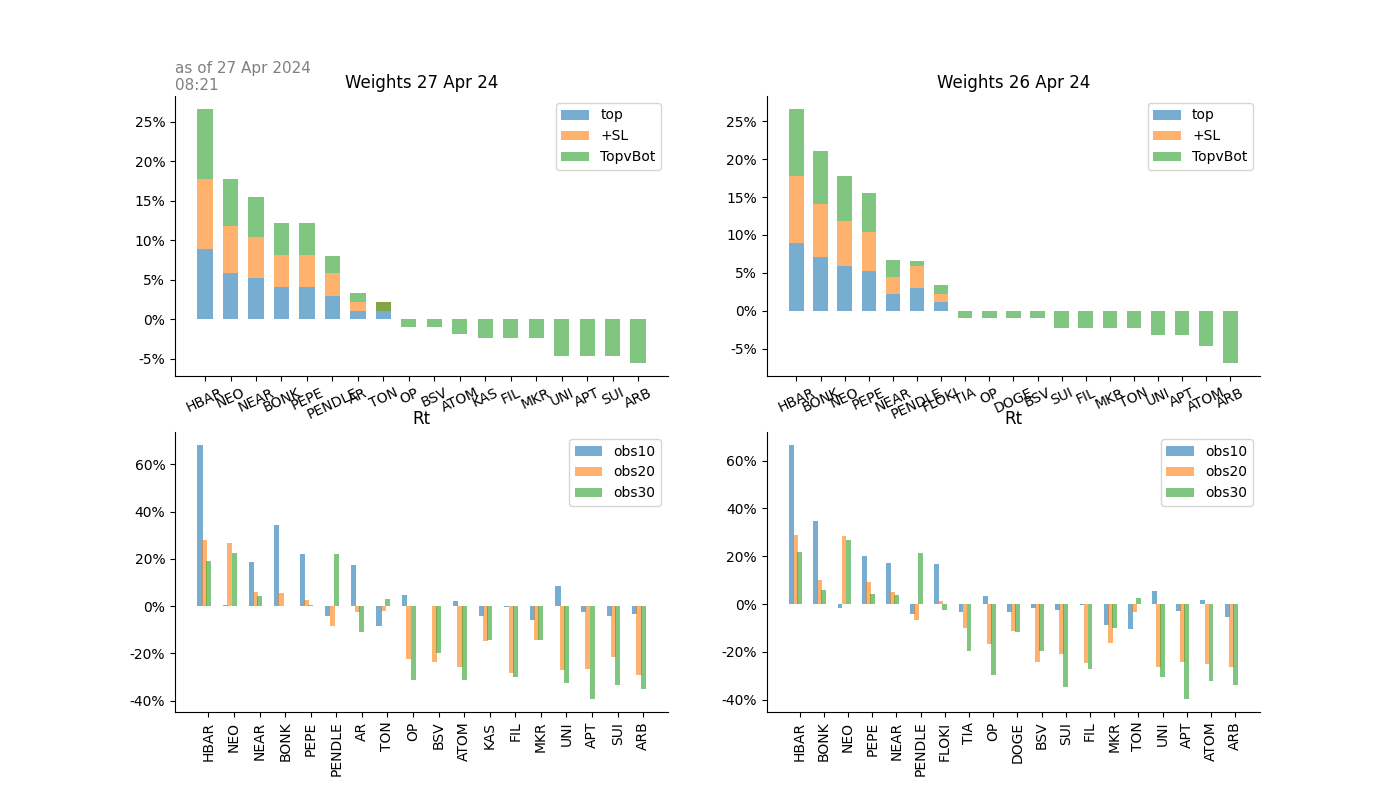 as of 27 Apr 2024
08:21
Weights 27 Apr 24
25%
20%
15%
10%
5%
0%
-5%
top
+SL
TopvBot
HBAR NEO NEAR BONK PEPE PENDLE AR TON OP BSV ATOM KAS FIL MKR UNI APT SUI ARB
Weights 26 Apr 24
25%
20%
15%
10%
5%
0%
-5%
top
+SL
TopvBot
HBAR BONK NEO PEPE NEAR PENDLE FLOKI TIA OP DOGE BSV SUI FIL MKR TON UNI APT ATOM ARB
Rt
60%
40%
20%
0%
-20%
-40%
obs10
obs20
obs30
HBAR NEO NEAR BONK PEPE PENDLE AR TON OP BSV ATOM KAS FIL MKR UNI APT SUI ARB
Rt
60%
40%
20%
0%
-20%
-40%
obs10
obs20
obs30
HBAR BONK NEO PEPE NEAR PENDLE FLOKI TIA OP DOGE BSV SUI FIL MKR TON UNI APT ATOM ARB